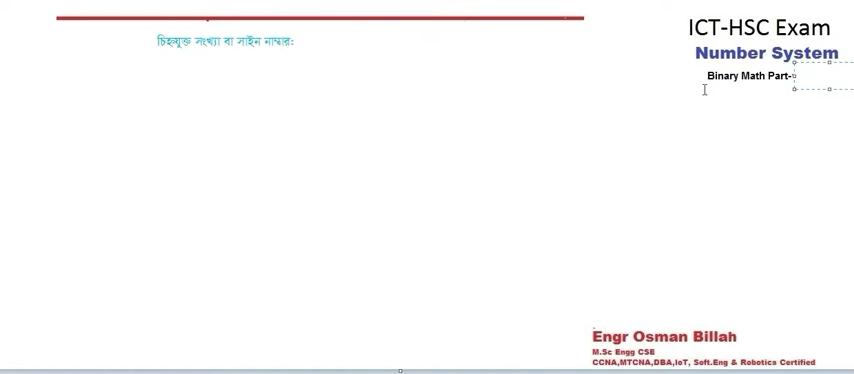 ICT-HSC Exam
চিহ্নযুক্ত সংখ্যা বা সাইন নাম্বার:
Number System
Binary Math Part-
Engr Osman Billah
M.Sc Engg CSE
CCNA,MTCNA,DBA,IoT, Soft.Eng & Robotics Certified